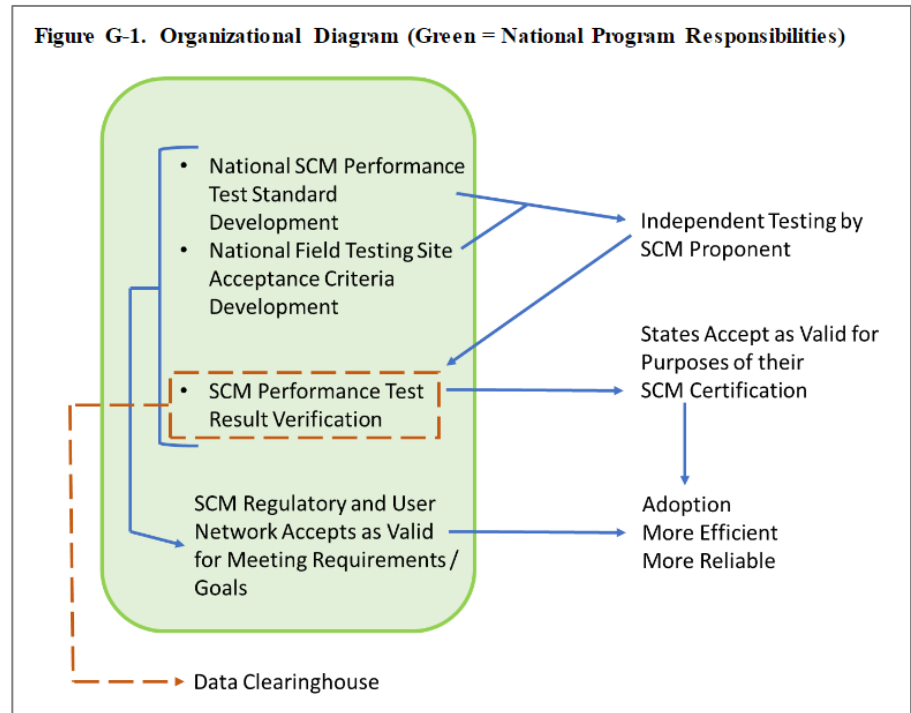 Figure G-1. Organizational Diagram (Green = National Program Responsibilities)
• National SCM Performance
Test Standard
Development
• National Field Testing Site
Acceptance Criteria
Development
Independent Testing by
SCM Proponent
• SCM Performance Test
Result Verification
States Accept as Valid for
Purposes of their
SCM Certification
SCM Regulatory and User
Network Accepts as Valid
for Meeting Requirements /
Goals
Adoption
More Efficient
More Reliable
Data Clearinghouse